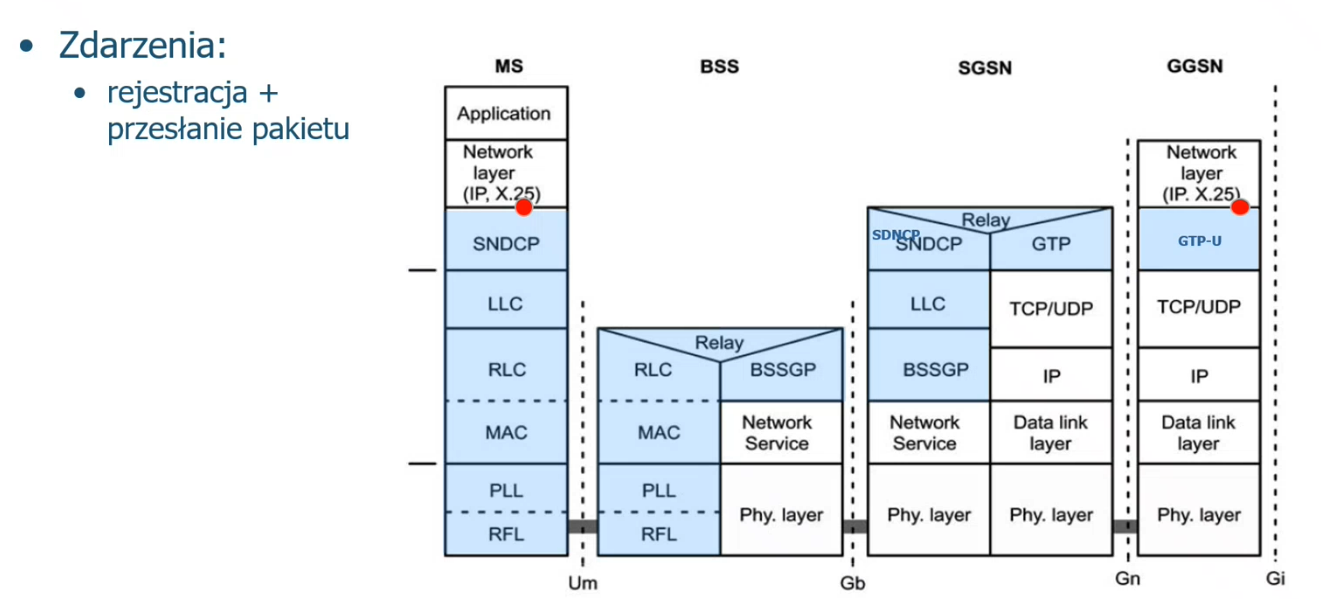 • Zdarzenia:
• rejestracja +
przesłanie pakietu
MS
BSS
SGSN
GGSN
Application
Network
layer
(IP, X.25)
SNDCP
LLC
RLC
MAC
PLL
RFL
Um
Relay
RLC
BSSGP
MAC
Network
Service
PLL
RFL
Phy. layer
Gb
Relay
SDNCP
SNDCP
GTP
LLC
TCP/UDP
BSSGP
IP
Network
Service
Data link
layer
Phy. layer
Phy. layer
Gn
Network
layer
(IP. X.25)
GTP-U
TCP/UDP
IP
Data link
layer
Phy. layer
Gi